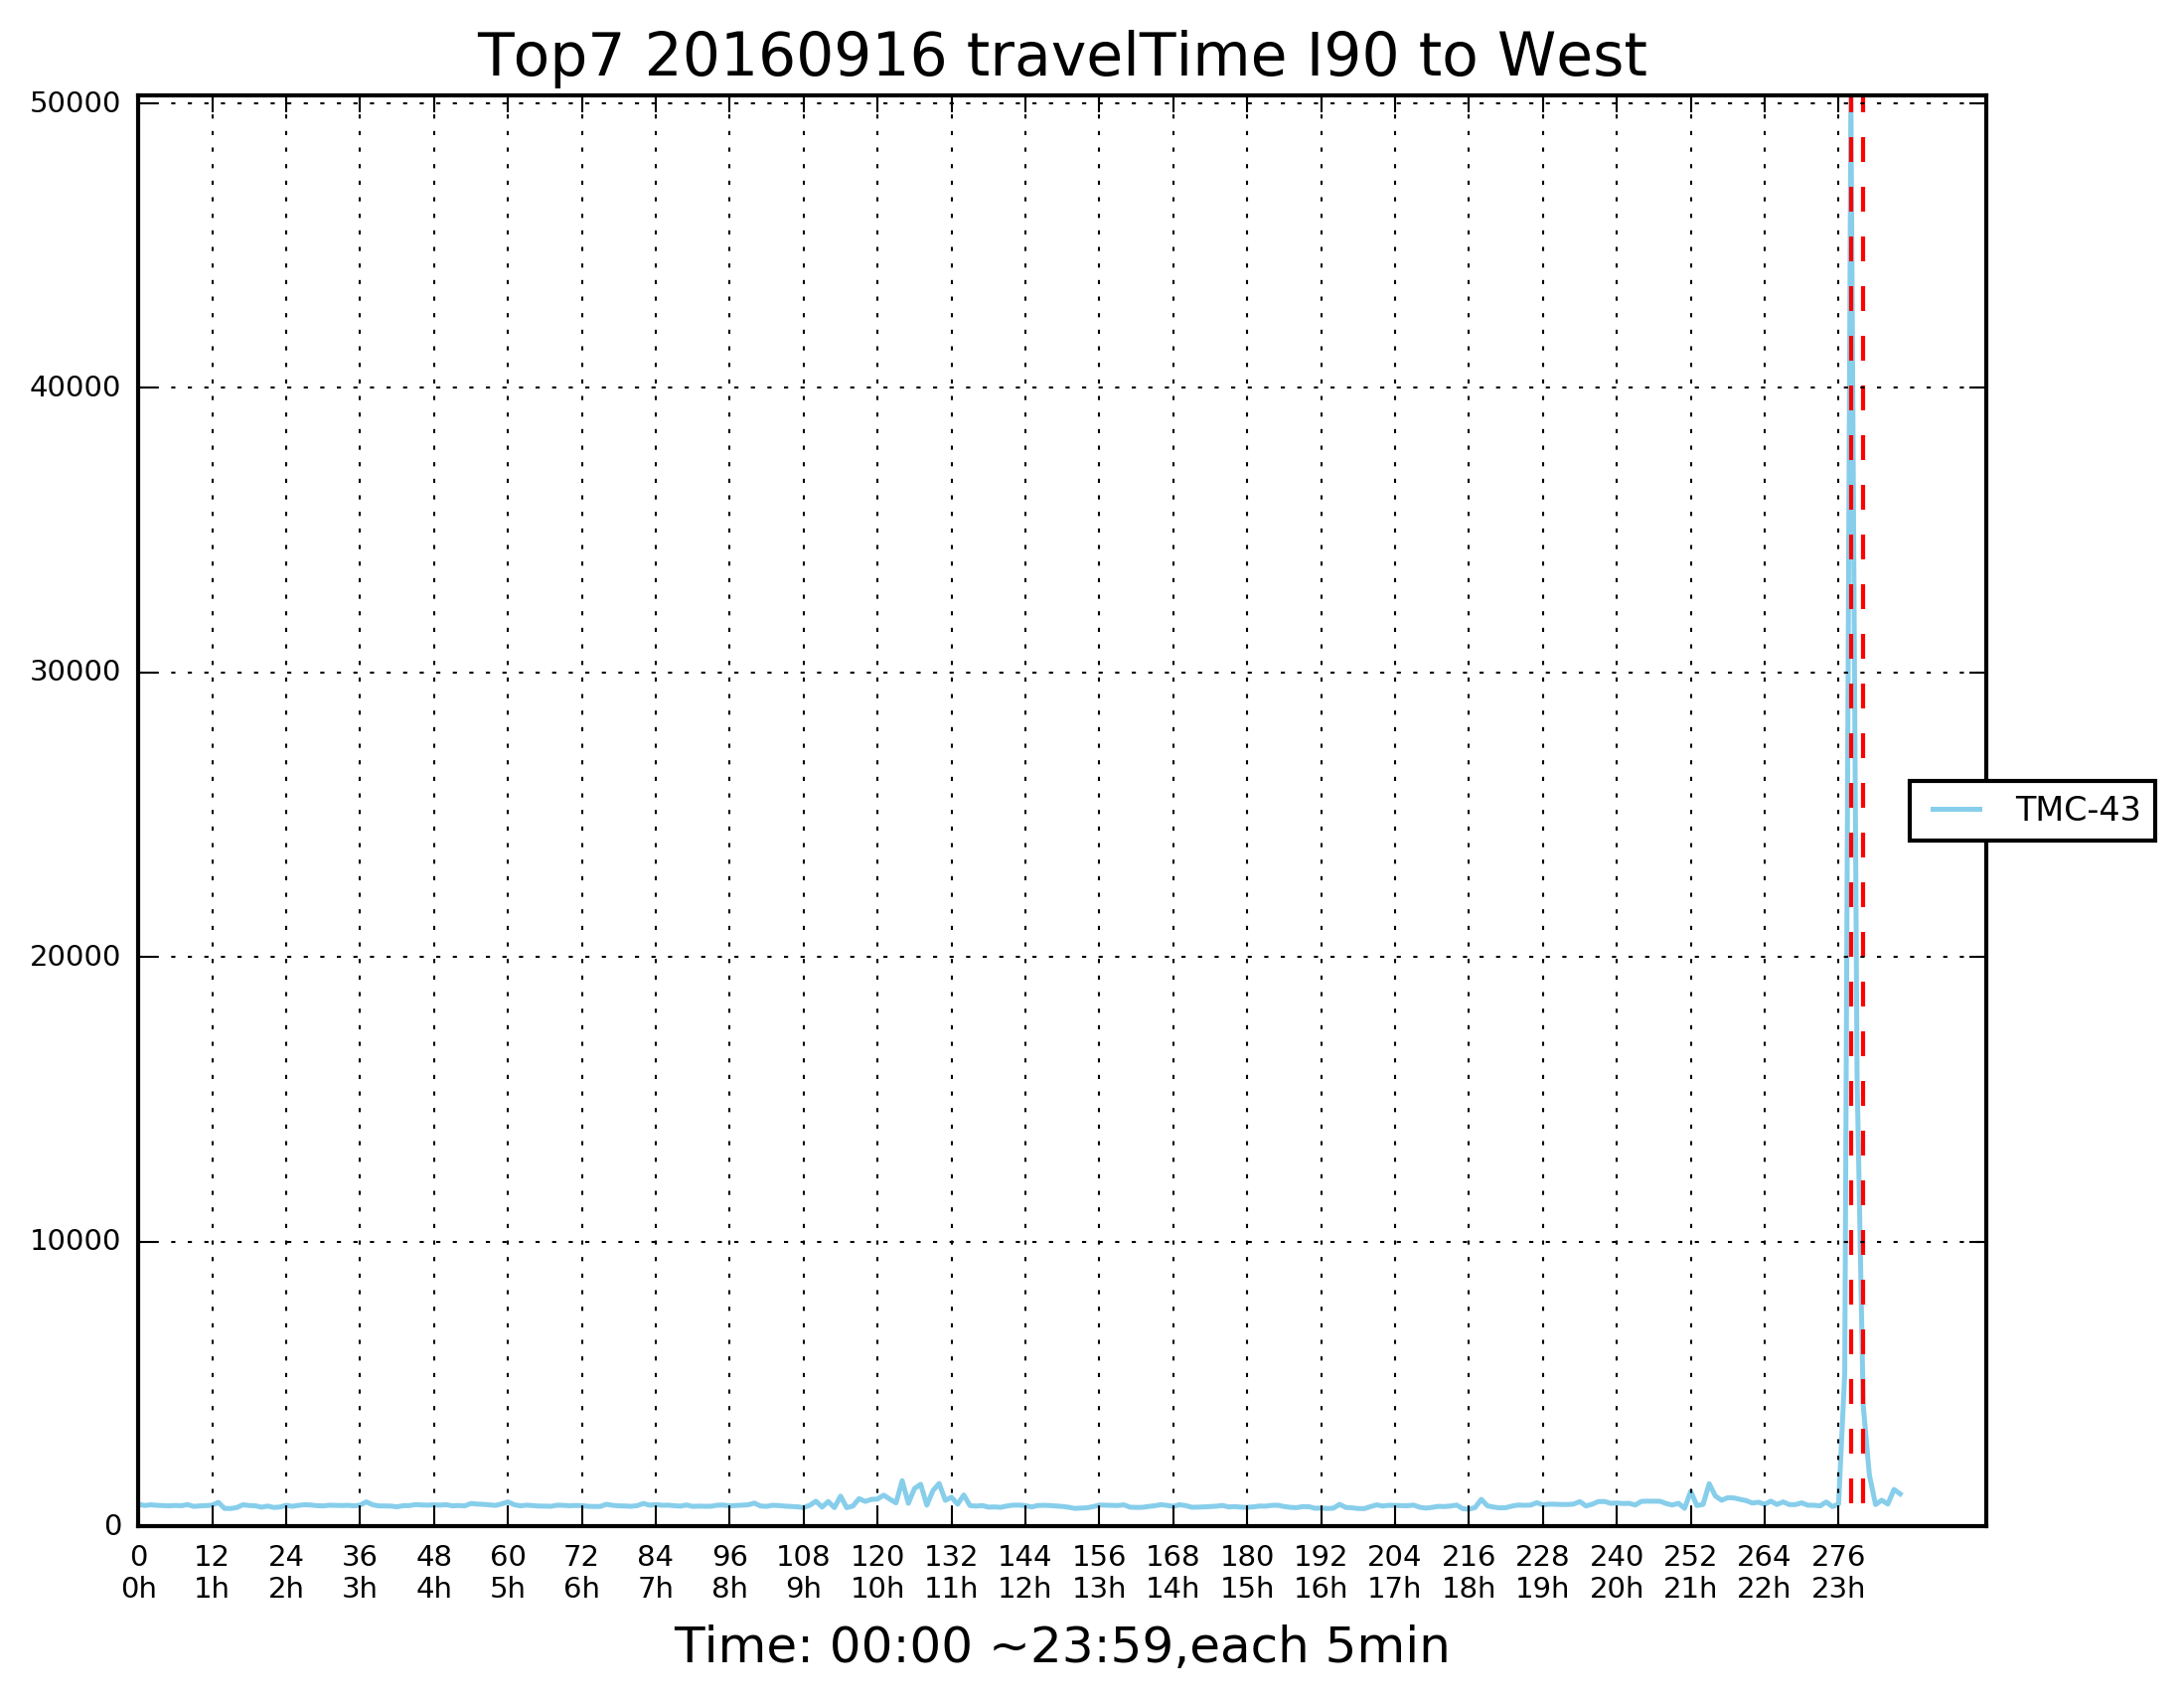 Top7 20160916 travelTime I90 to West
50000
40000
30000
20000
10000
0
TMC-43
0 12 24 36 48 60 72 84 96 108 120 132 144 156 168 180 192 204 216 228 240 252 264 276
0h 1h 2h 3h 4h 5h 6h 7h 8h 9h 10h 11h 12h 13h 14h 15h 16h 17h 18h 19h 20h 21h 22h 23h
Time: 00:00 ~23:59,each 5min